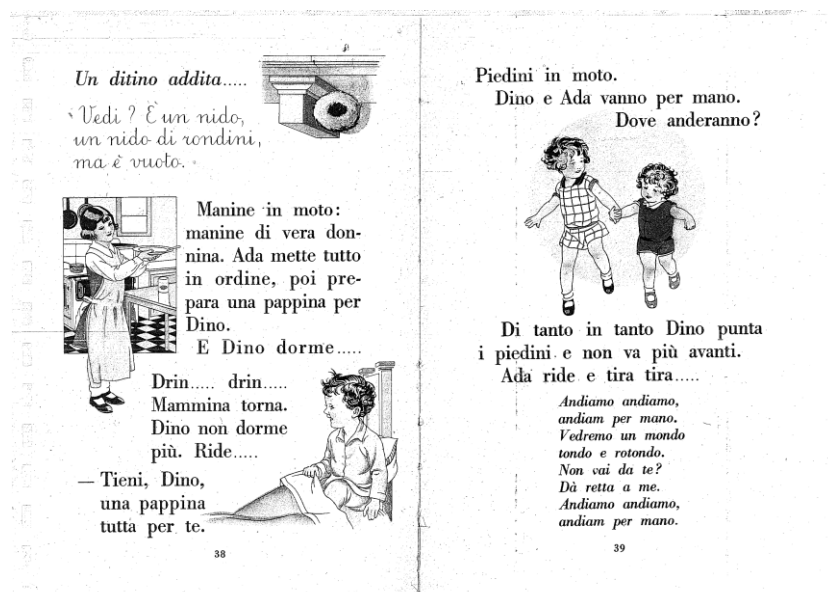 Un ditino addita.....
Vedi? È un nido,
un nido di rondini,
ma è vuoto.
Manine in moto:
manine di vera don-
nina. Ada mette tutto
in ordine, poi pre-
para una pappina per
Dino.
E Dino dorme.....
Drin..... drin.....
Mammina torna.
Dino non dorme
più. Ride.....
— Tieni, Dino,
una pappina
tutta per te.
38
Piedini in moto.
Dino e Ada vanno per mano.
Dove anderanno?
Di tanto in tanto Dino punta
i piedini e non va più avanti.
Ada ride e tira tira.....
Andiamo andiamo,
andiam per mano.
Vedremo un mondo
tondo e rotondo.
Non vai da te?
Dà retta a me.
Andiamo andiamo,
andiam per mano.
39